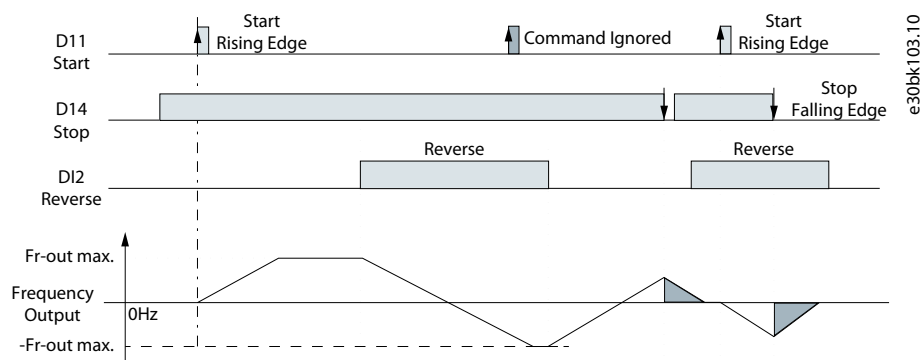 D11
Start
Start
Rising Edge
Command Ignored
Start
Rising Edge
D14
Stop
Stop
Falling Edge
DI2
Reverse
Reverse
Reverse
Fr-out max.
Frequency
Output
0Hz
-Fr-out max.
e30bk103.10